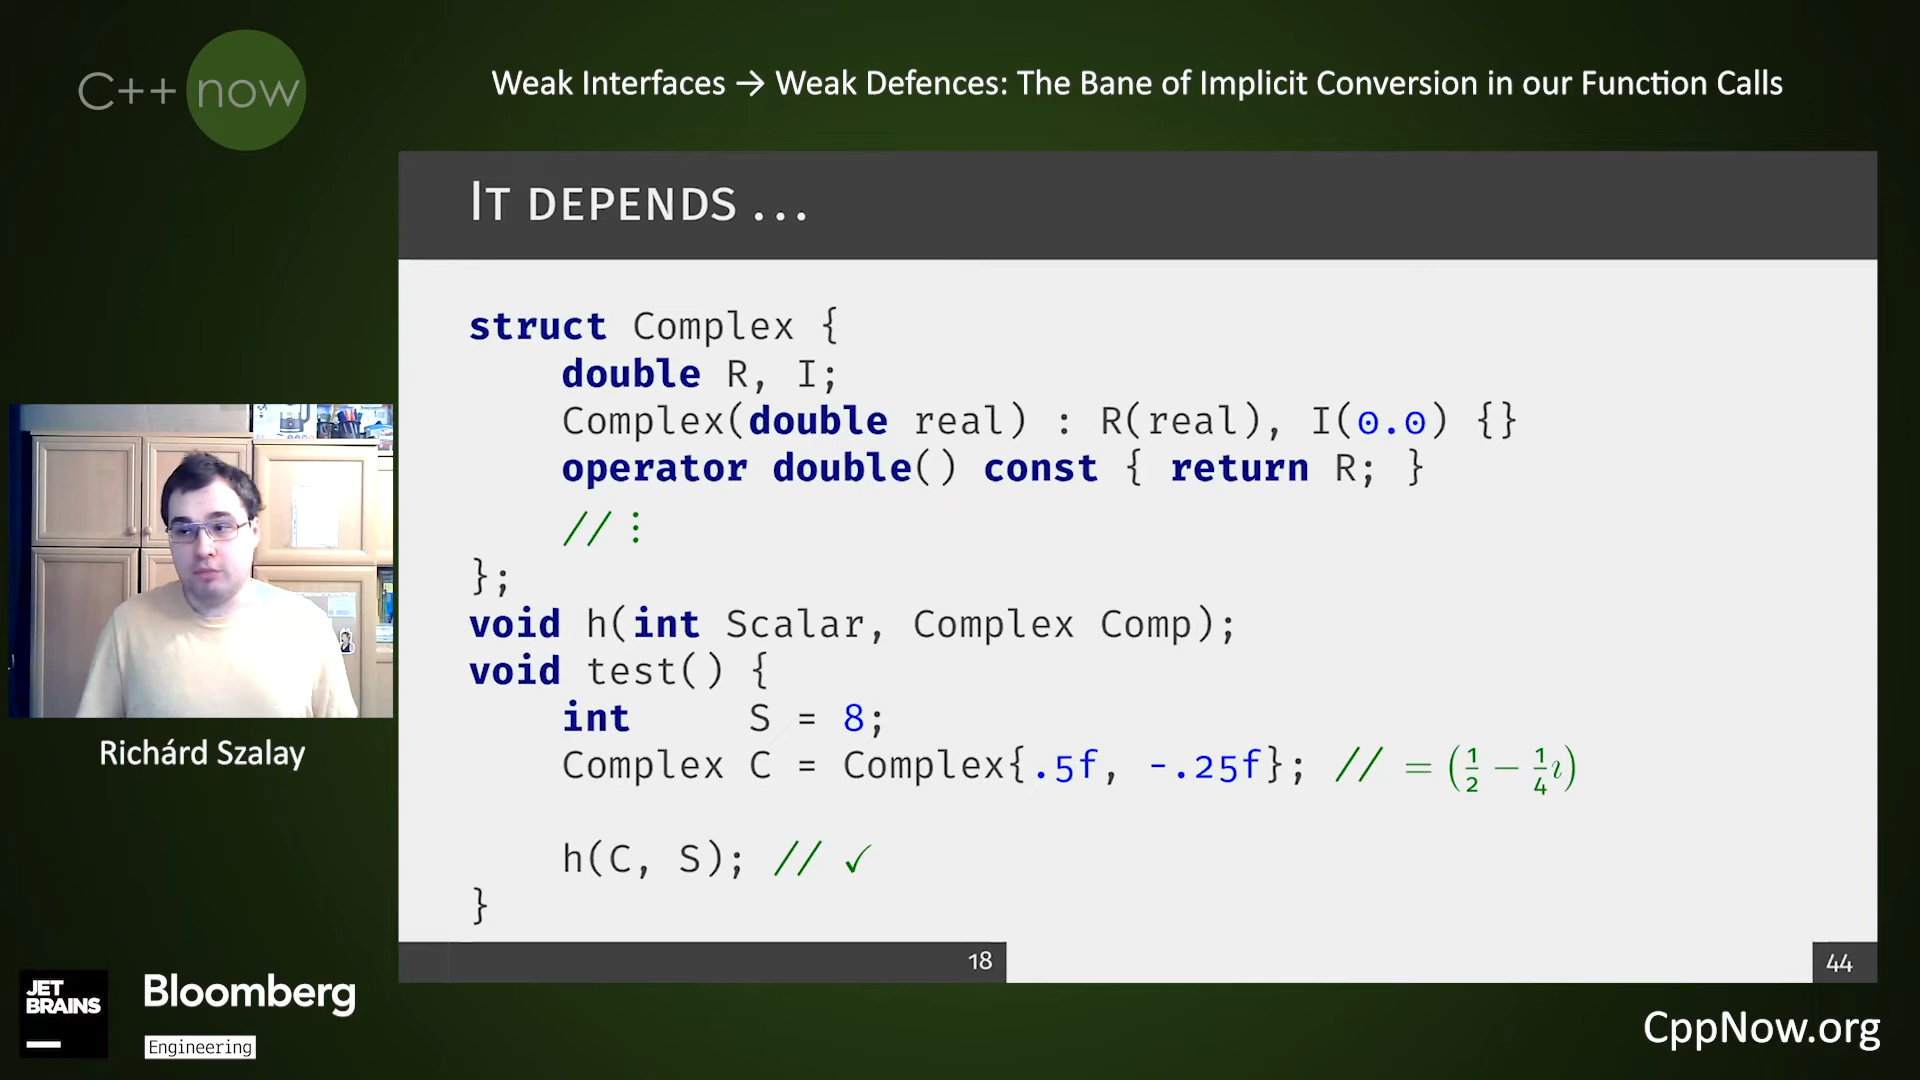 C++ now
Weak Interfaces → Weak Defences: The Bane of Implicit Conversion in our Function Calls
IT DEPENDS ...
struct Complex {
    double R, I;
    Complex(double real) : R(real), I(0.0) {}
    operator double() const { return R; }
    // ⋮
};
void h(int Scalar, Complex Comp);
void test() {
    int     S = 8;
    Complex C = Complex{.5f, -.25f}; // = (1/2 − 1/4 i)
    h(C, S); // ✓
}
18
44
Richárd Szalay
JET
BRAINS
Bloomberg
Engineering
CppNow.org